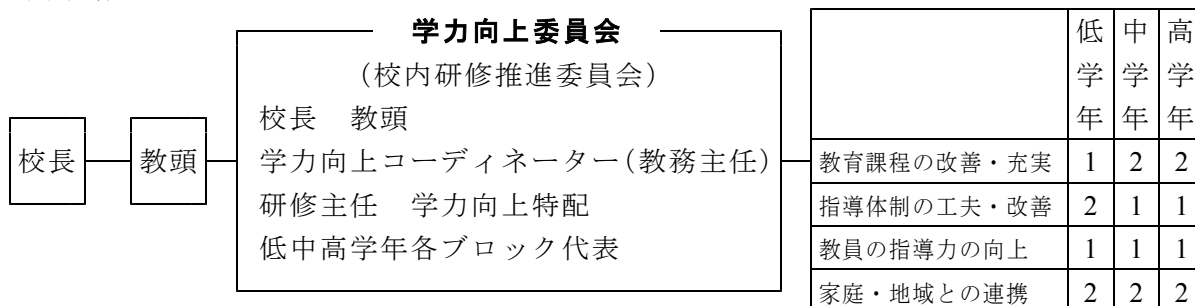 学力向上委員会
（校内研修推進委員会）
校長　教頭
学力向上コーディネーター（教務主任）
研修主任　学力向上特配
低中高学年各ブロック代表
校長
教頭
低学年 中学年 高学年
教育課程の改善・充実 1 2 2
指導体制の工夫・改善 2 1 1
教員の指導力の向上 1 1 1
家庭・地域との連携 2 2 2